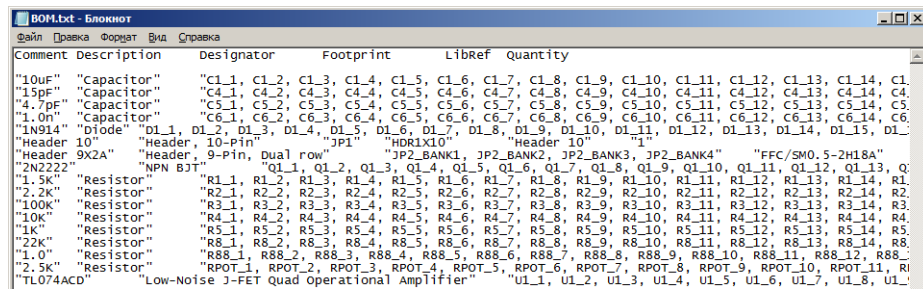 BOM.txt - Блокнот
Файл Правка Формат Вид Справка
Comment Description Designator Footprint LibRef Quantity
"10uF" "Capacitor" "C1_1, C1_2, C1_3, C1_4, C1_5, C1_6, C1_7, C1_8, C1_9, C1_10, C1_11, C1_12, C1_13, C1_14, C1_
"15pF" "Capacitor" "C4_1, C4_2, C4_3, C4_4, C4_5, C4_6, C4_7, C4_8, C4_9, C4_10, C4_11, C4_12, C4_13, C4_14, C4_
"4.7pF" "Capacitor" "C5_1, C5_2, C5_3, C5_4, C5_5, C5_6, C5_7, C5_8, C5_9, C5_10, C5_11, C5_12, C5_13, C5_14, C5_
"1.0n" "Capacitor" "C6_1, C6_2, C6_3, C6_4, C6_5, C6_6, C6_7, C6_8, C6_9, C6_10, C6_11, C6_12, C6_13, C6_14, C6_
"1N914" "Diode" "D1_1, D1_2, D1_3, D1_4, D1_5, D1_6, D1_7, D1_8, D1_9, D1_10, D1_11, D1_12, D1_13, D1_14, D1_15, D1_
"Header 10" "Header, 10-Pin" "JP1" "HDR1X10" "Header 10" "1"
"Header 9X2A" "Header, 9-Pin, Dual row" "JP2_BANK1, JP2_BANK2, JP2_BANK3, JP2_BANK4" "FFC/SM0.5-2H18A"
"2N2222" "NPN BJT" "Q1_1, Q1_2, Q1_3, Q1_4, Q1_5, Q1_6, Q1_7, Q1_8, Q1_9, Q1_10, Q1_11, Q1_12, Q1_13, Q1
"1.5K" "Resistor" "R1_1, R1_2, R1_3, R1_4, R1_5, R1_6, R1_7, R1_8, R1_9, R1_10, R1_11, R1_12, R1_13, R1_14, R1_
"2.2K" "Resistor" "R2_1, R2_2, R2_3, R2_4, R2_5, R2_6, R2_7, R2_8, R2_9, R2_10, R2_11, R2_12, R2_13, R2_14, R2_
"100K" "Resistor" "R3_1, R3_2, R3_3, R3_4, R3_5, R3_6, R3_7, R3_8, R3_9, R3_10, R3_11, R3_12, R3_13, R3_14, R3_
"10K" "Resistor" "R4_1, R4_2, R4_3, R4_4, R4_5, R4_6, R4_7, R4_8, R4_9, R4_10, R4_11, R4_12, R4_13, R4_14, R4_
"1K" "Resistor" "R5_1, R5_2, R5_3, R5_4, R5_5, R5_6, R5_7, R5_8, R5_9, R5_10, R5_11, R5_12, R5_13, R5_14, R5_
"22K" "Resistor" "R8_1, R8_2, R8_3, R8_4, R8_5, R8_6, R8_7, R8_8, R8_9, R8_10, R8_11, R8_12, R8_13, R8_14, R8_
"1.0" "Resistor" "R88_1, R88_2, R88_3, R88_4, R88_5, R88_6, R88_7, R88_8, R88_9, R88_10, R88_11, R88_12, R88_
"2.5K" "Resistor" "RPOT_1, RPOT_2, RPOT_3, RPOT_4, RPOT_5, RPOT_6, RPOT_7, RPOT_8, RPOT_9, RPOT_10, RPOT_11, R
"TL074ACD" "Low-Noise J-FET Quad Operational Amplifier" "U1_1, U1_2, U1_3, U1_4, U1_5, U1_6, U1_7, U1_8, U1_